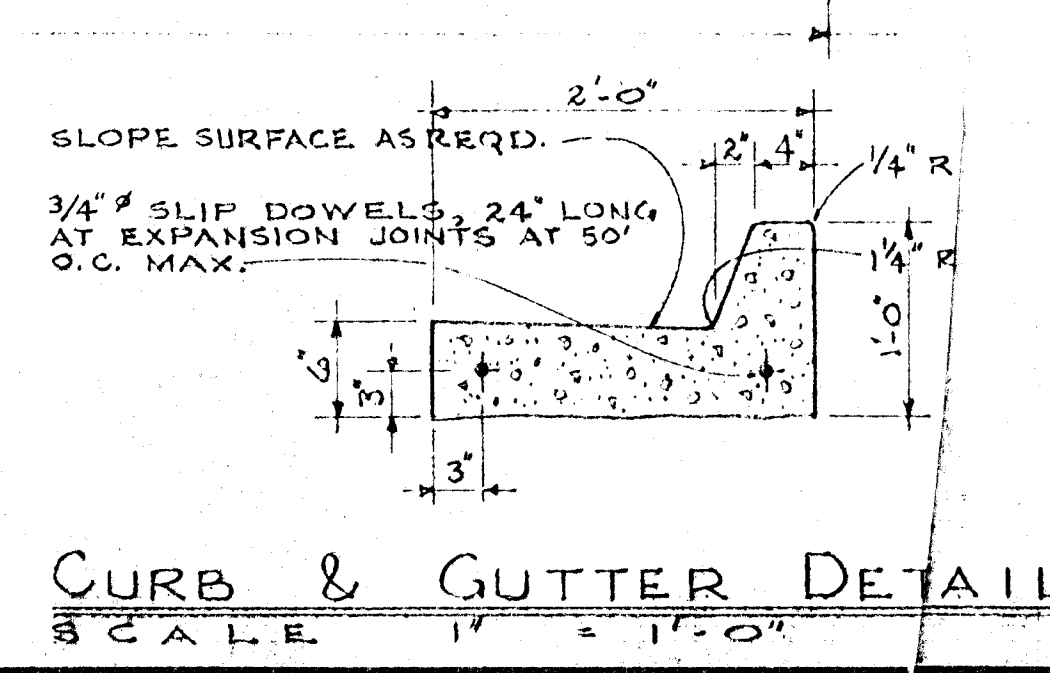 2'-0"
SLOPE SURFACE AS REQD.
2" 4"
1/4" R
3/4" ø SLIP DOWELS, 24" LONG
AT EXPANSION JOINTS AT 50'
O.C. MAX.
1 1/4" R
1'-0"
6"
3"
3"
CURB & GUTTER DETAIL
SCALE 1" = 1'-0"